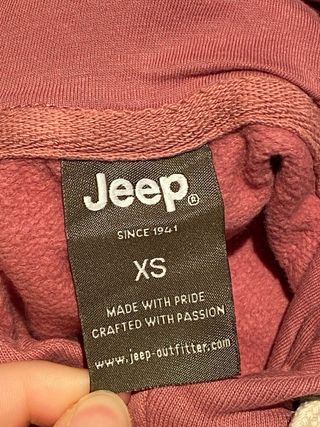 Jeep®
SINCE 1941
XS
MADE WITH PRIDE
CRAFTED WITH PASSION
www.jeep-outfitter.com